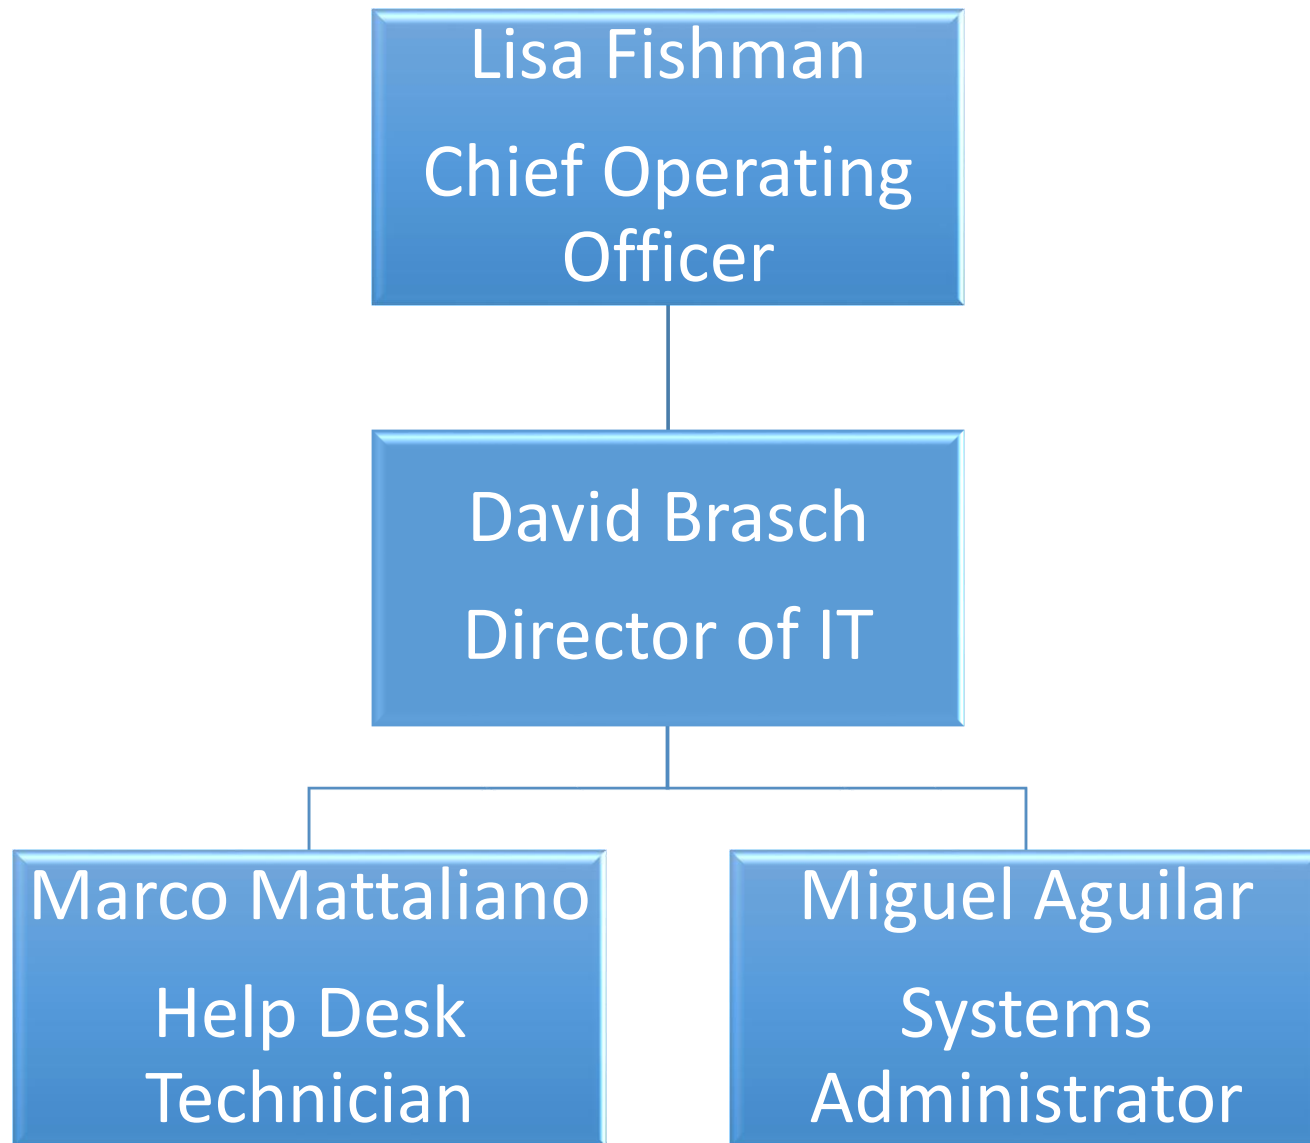 Lisa Fishman
Chief Operating
Officer
David Brasch
Director of IT
Marco Mattaliano
Help Desk
Technician
Miguel Aguilar
Systems
Administrator